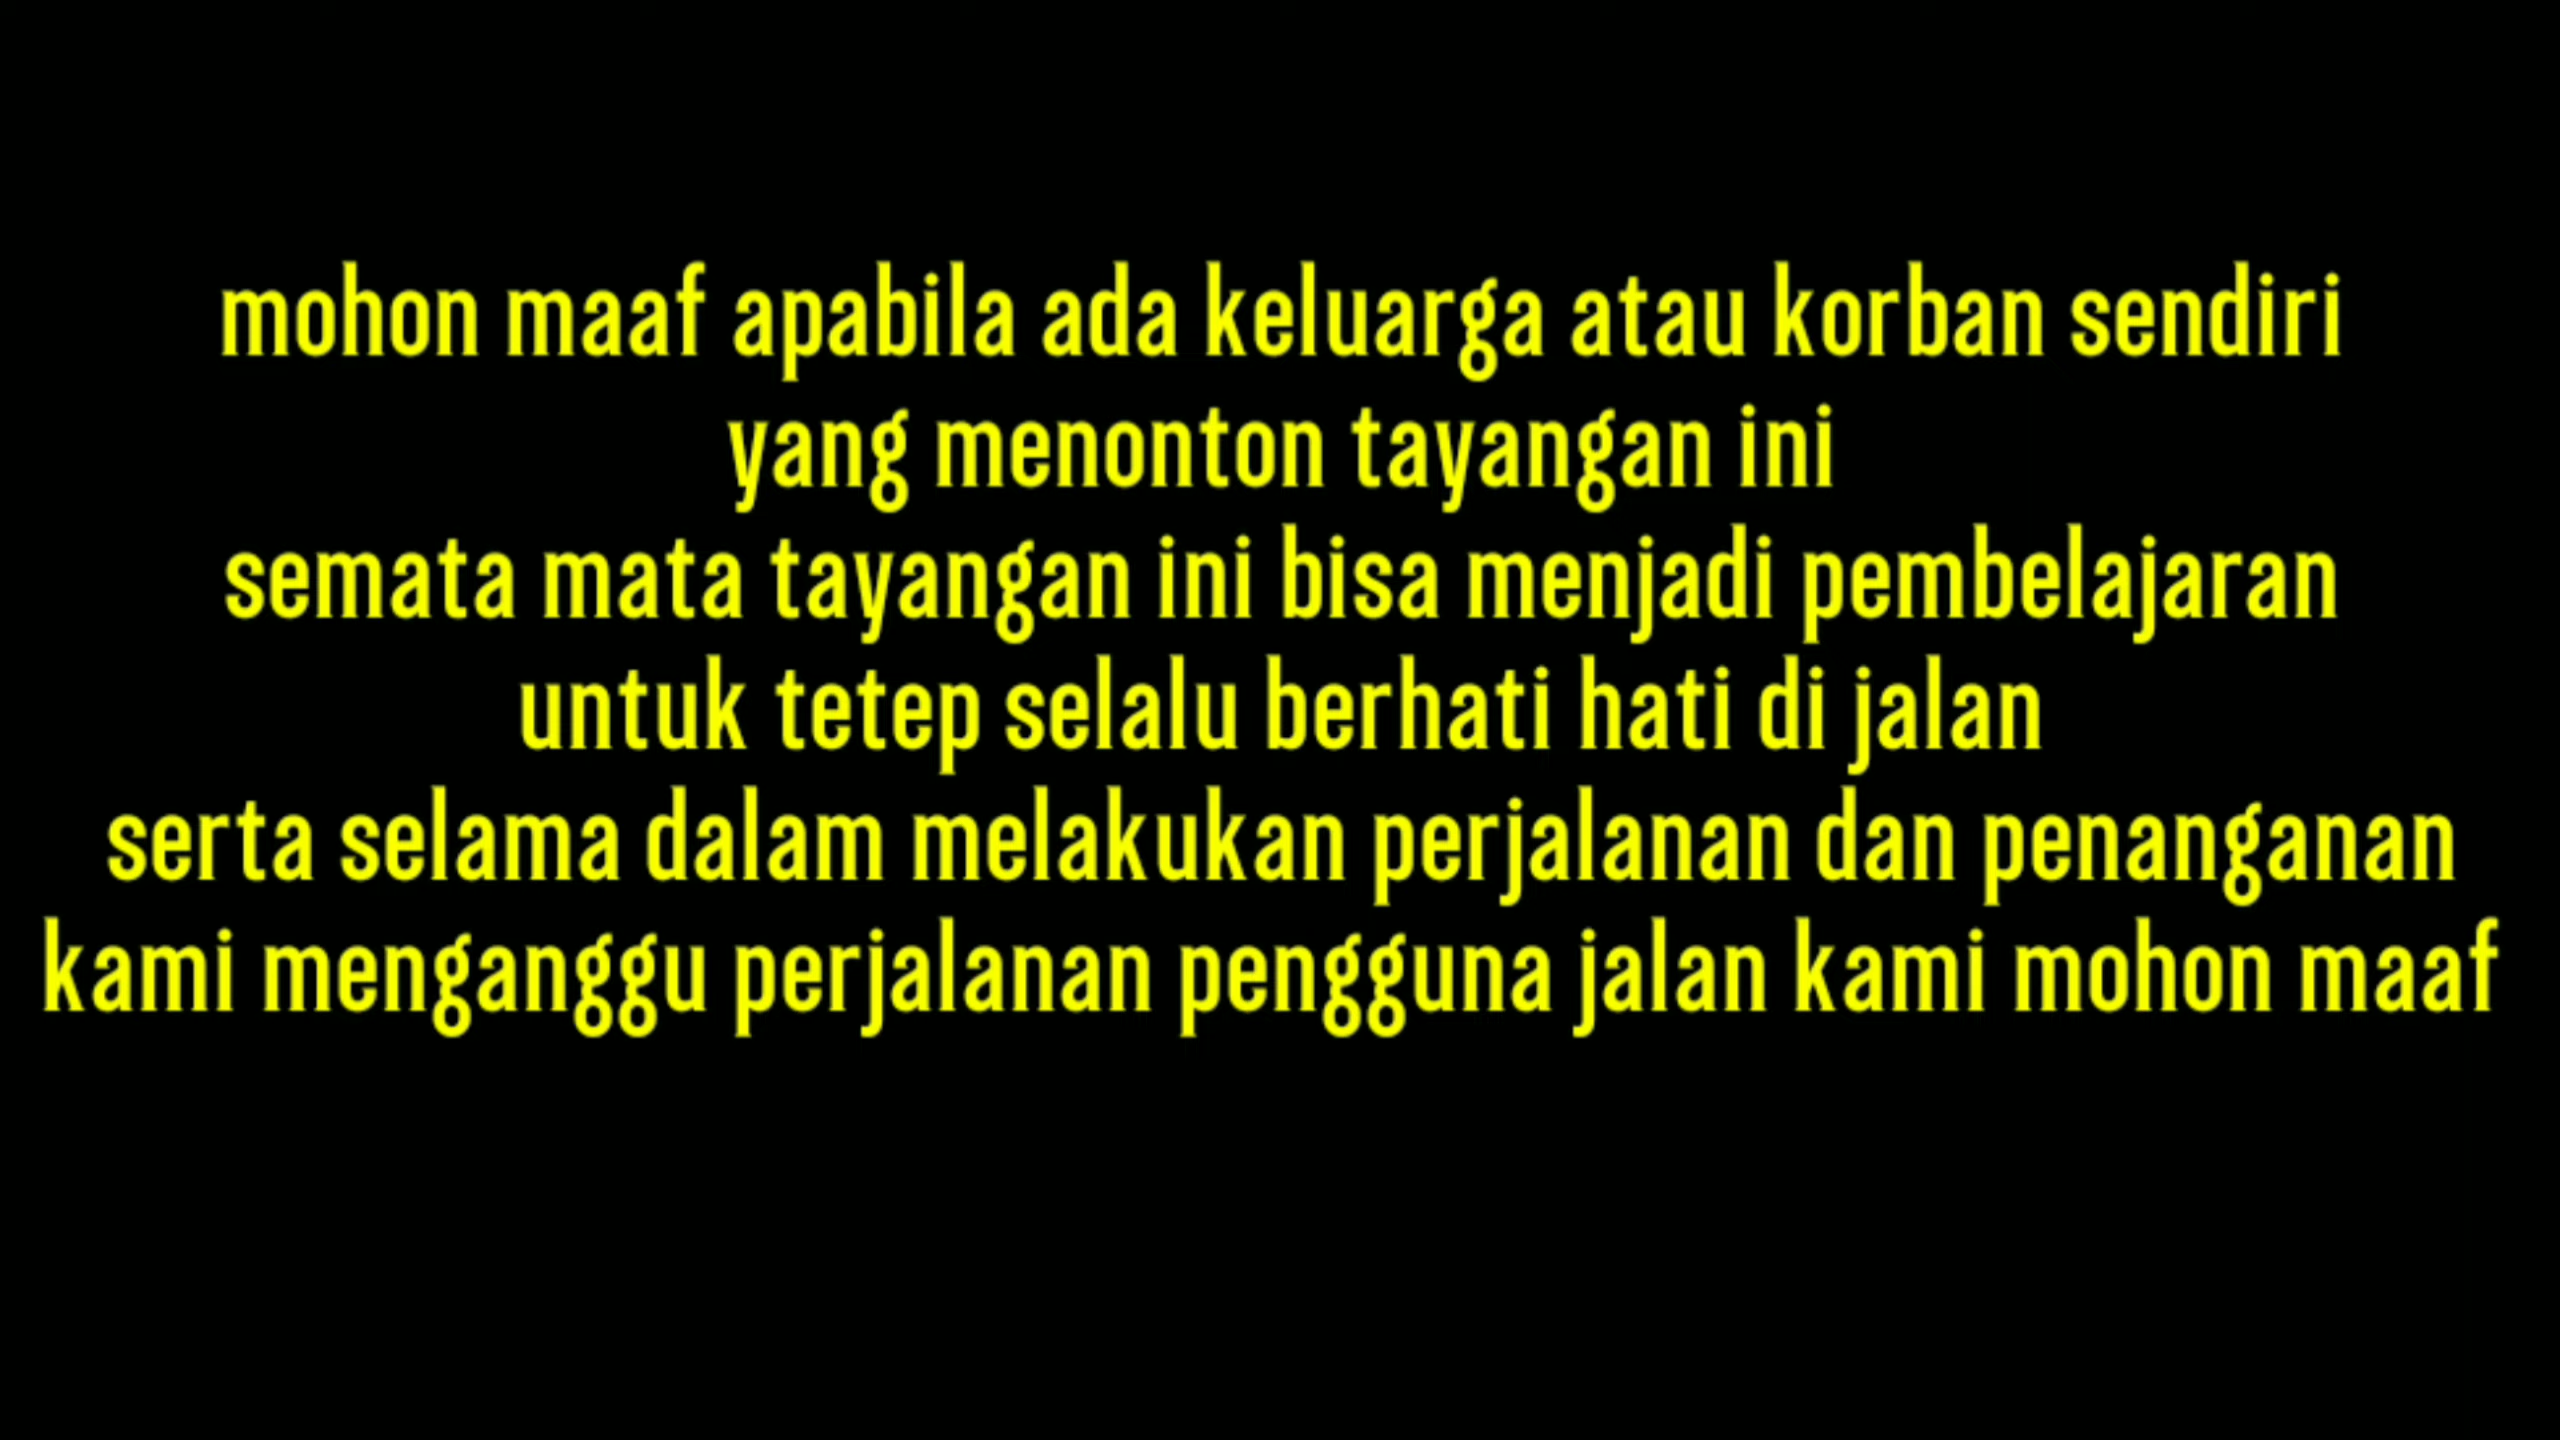 mohon maaf apabila ada keluarga atau korban sendiri
yang menonton tayangan ini
semata mata tayangan ini bisa menjadi pembelajaran
untuk tetep selalu berhati hati di jalan
serta selama dalam melakukan perjalanan dan penanganan
kami menganggu perjalanan pengguna jalan kami mohon maaf